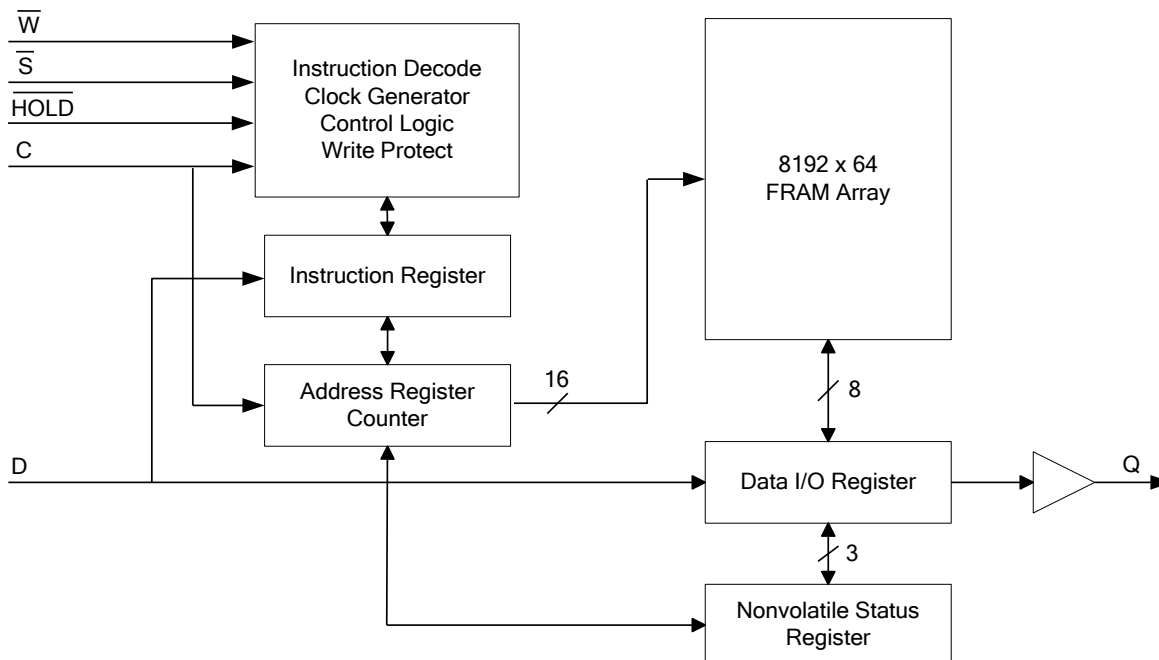 W̅
S̅
H̅O̅L̅D̅
C
Instruction Decode
Clock Generator
Control Logic
Write Protect
8192 x 64
FRAM Array
Instruction Register
Address Register
Counter
16
8
D
Data I/O Register
Q
3
Nonvolatile Status
Register